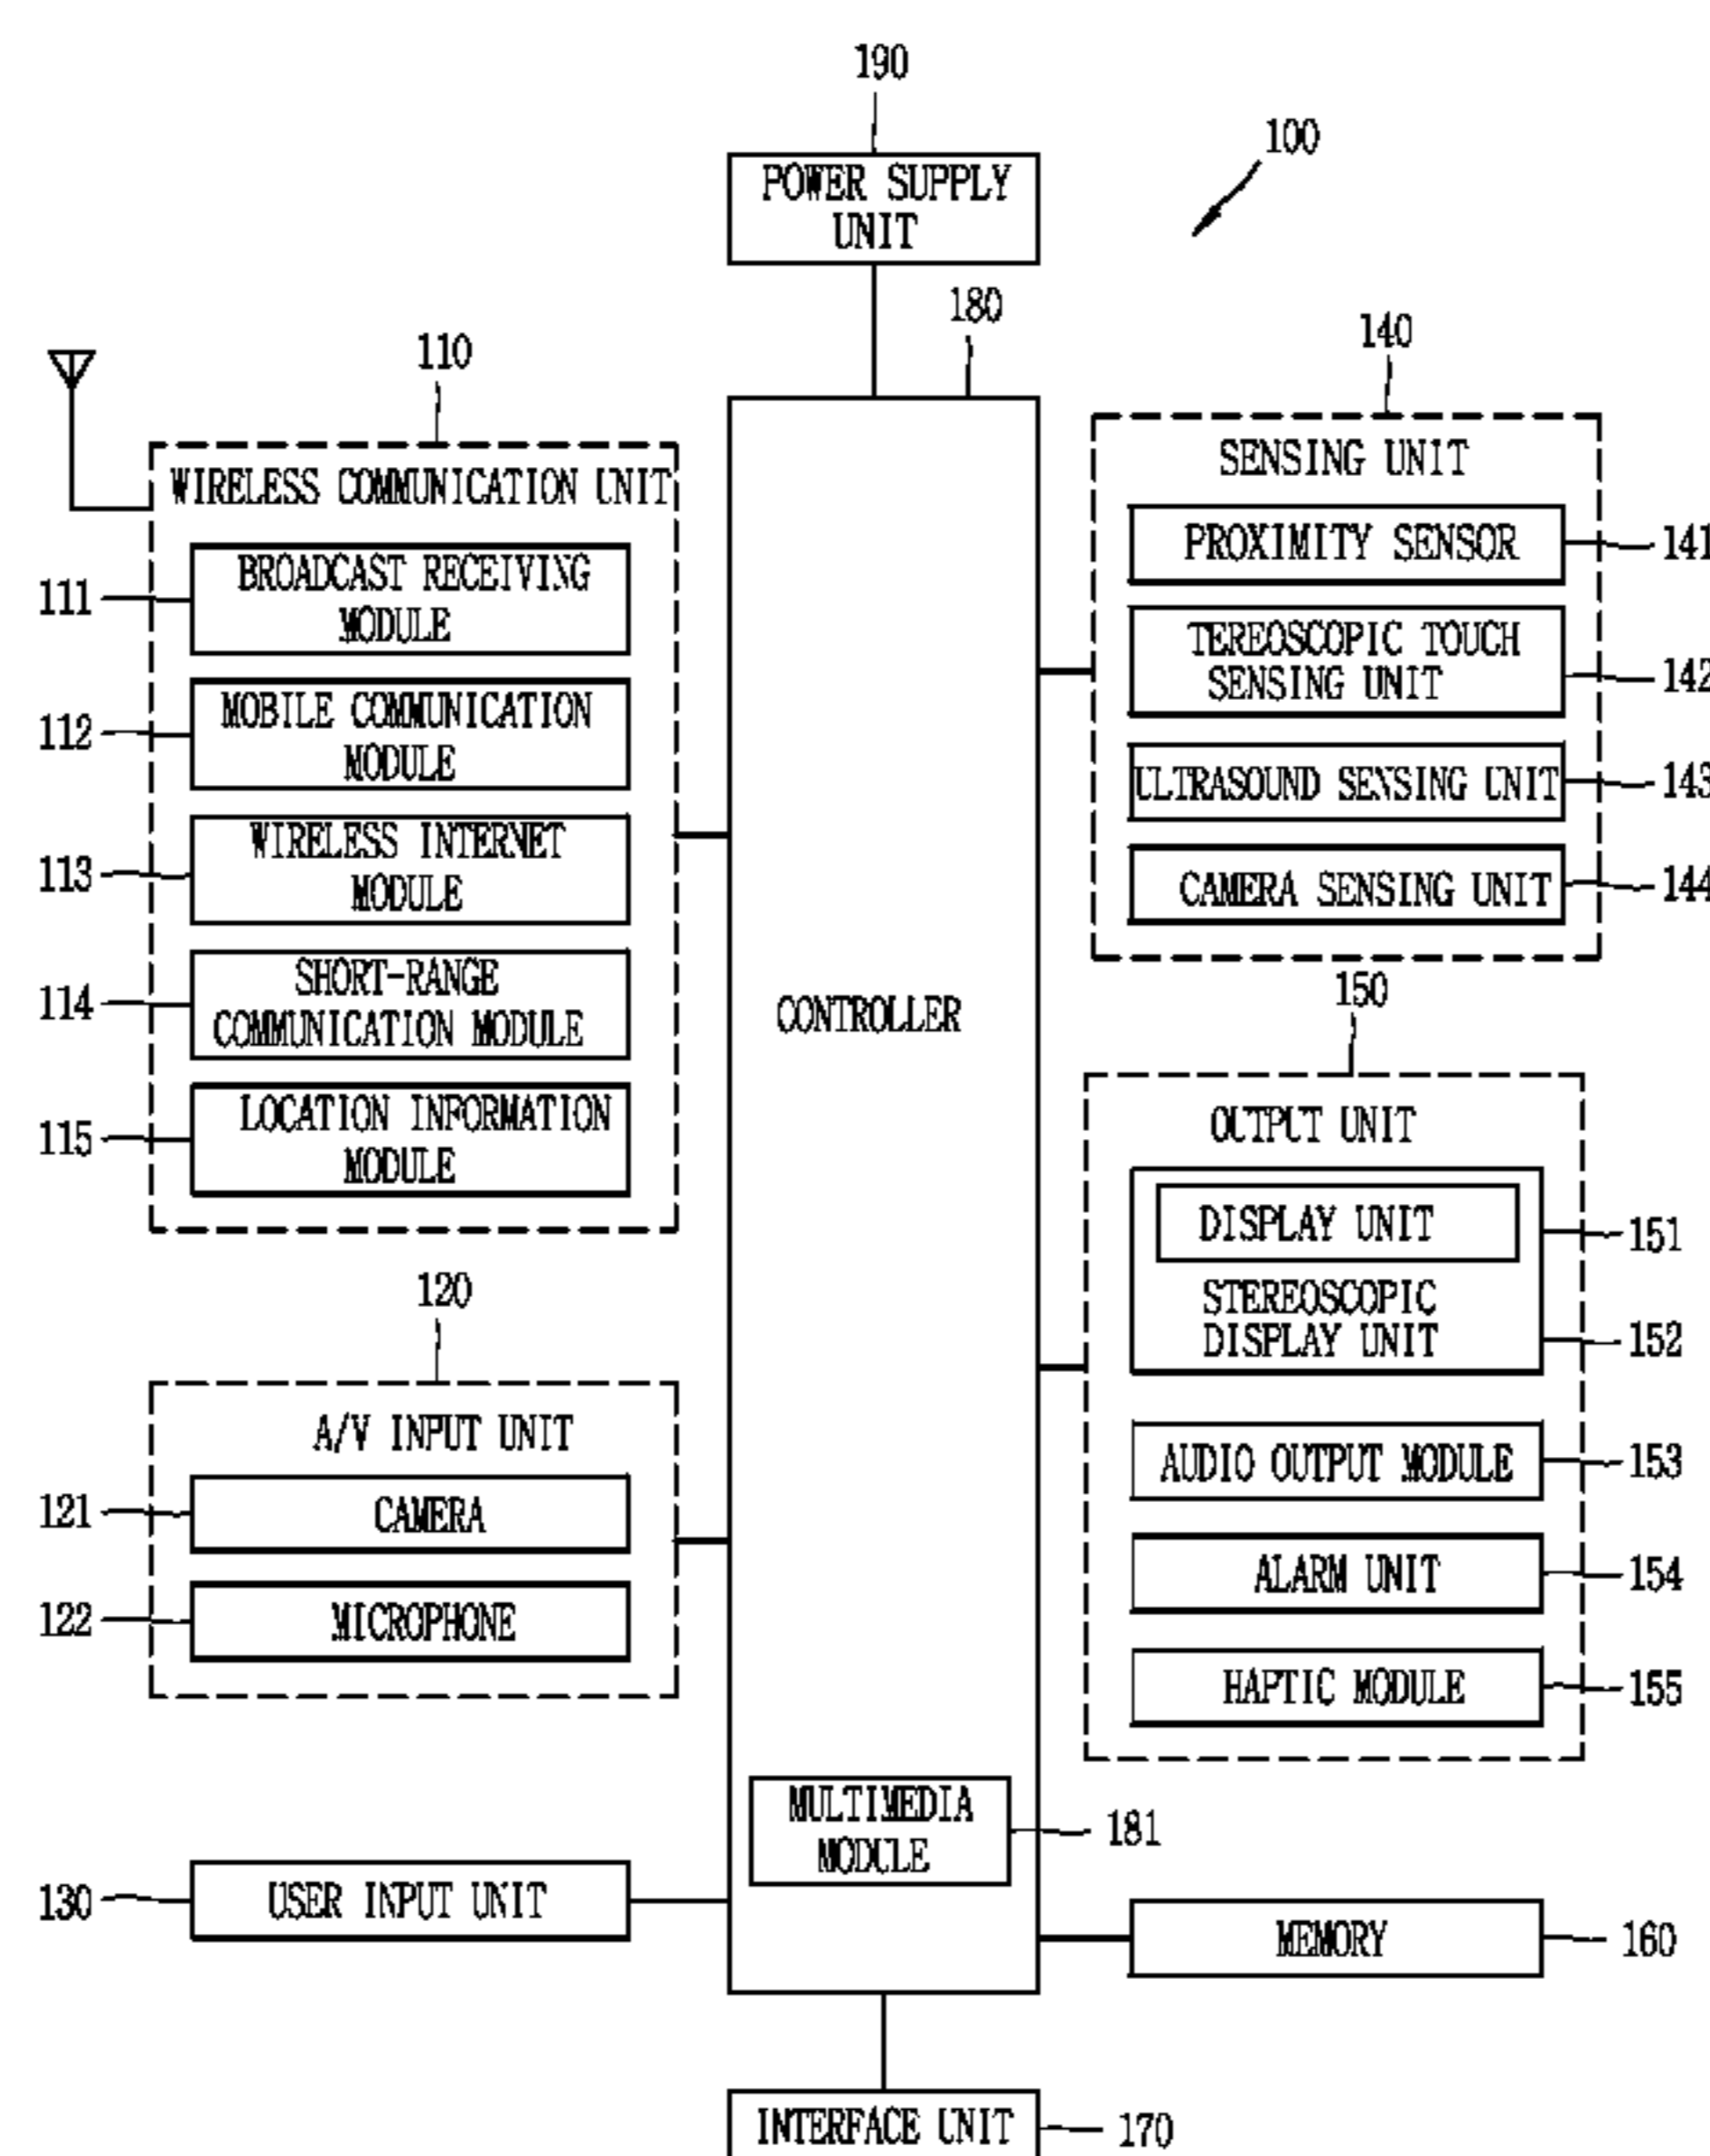 190
100
POWER SUPPLY
UNIT
180
110
140
WIRELESS COMMUNICATION UNIT
111
BROADCAST RECEIVING
MODULE
112
MOBILE COMMUNICATION
MODULE
113
WIRELESS INTERNET
MODULE
114
SHORT-RANGE
COMMUNICATION MODULE
115
LOCATION INFORMATION
MODULE
120
A/V INPUT UNIT
121
CAMERA
122
MICROPHONE
130
USER INPUT UNIT
CONTROLLER
MULTIMEDIA
MODULE
181
SENSING UNIT
PROXIMITY SENSOR
141
TEREOSCOPIC TOUCH
SENSING UNIT
142
ULTRASOUND SENSING UNIT
143
CAMERA SENSING UNIT
144
150
OUTPUT UNIT
DISPLAY UNIT
151
STEREOSCOPIC
DISPLAY UNIT
152
AUDIO OUTPUT MODULE
153
ALARM UNIT
154
HAPTIC MODULE
155
MEMORY
160
INTERFACE UNIT
170